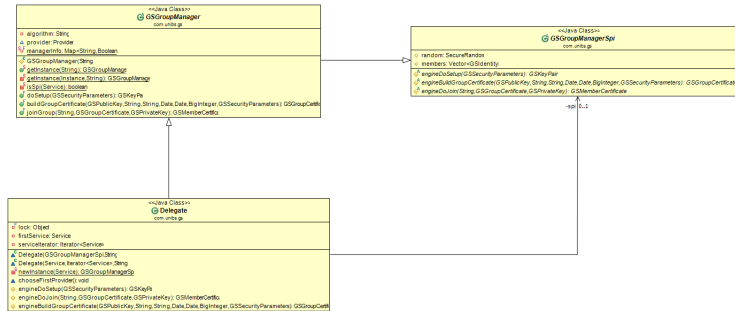 <<Java Class>>
GSGroupManager
com.unibs.gs
algorithm: String
provider: Provider
managerInfo: Map<String,Boolean
GSGroupManager(String
getInstance(String): GSGroupManage
getInstance(Instance,String): GSGroupManag
isSpi(Service): boolean
doSetup(GSSecurityParameters): GSKeyPa
buildGroupCertificate(GSPublicKey,String,String,Date,Date,BigInteger,GSSecurityParameters): GSGroupCertific
joinGroup(String,GSGroupCertificate,GSPrivateKey): GSMemberCertific
<<Java Class>>
GSGroupManagerSpi
com.unibs.gs
random: SecureRandom
members: Vector<GSIdentity
engineDoSetup(GSSecurityParameters): GSKeyPair
engineBuildGroupCertificate(GSPublicKey,String,String,Date,Date,BigInteger,GSSecurityParameters): GSGroupCertificate
engineDoJoin(String,GSGroupCertificate,GSPrivateKey): GSMemberCertificate
-spi 0..1
<<Java Class>>
Delegate
com.unibs.gs
lock: Object
firstService: Service
serviceIterator: Iterator<Service>
Delegate(GSGroupManagerSpi,String
Delegate(Service,Iterator<Service>,String
newInstance(Service): GSGroupManagerSp
chooseFirstProvider(): void
engineDoSetup(GSSecurityParameters): GSKeyPa
engineDoJoin(String,GSGroupCertificate,GSPrivateKey): GSMemberCertific
engineBuildGroupCertificate(GSPublicKey,String,String,Date,Date,BigInteger,GSSecurityParameters): GSGroupCertifi